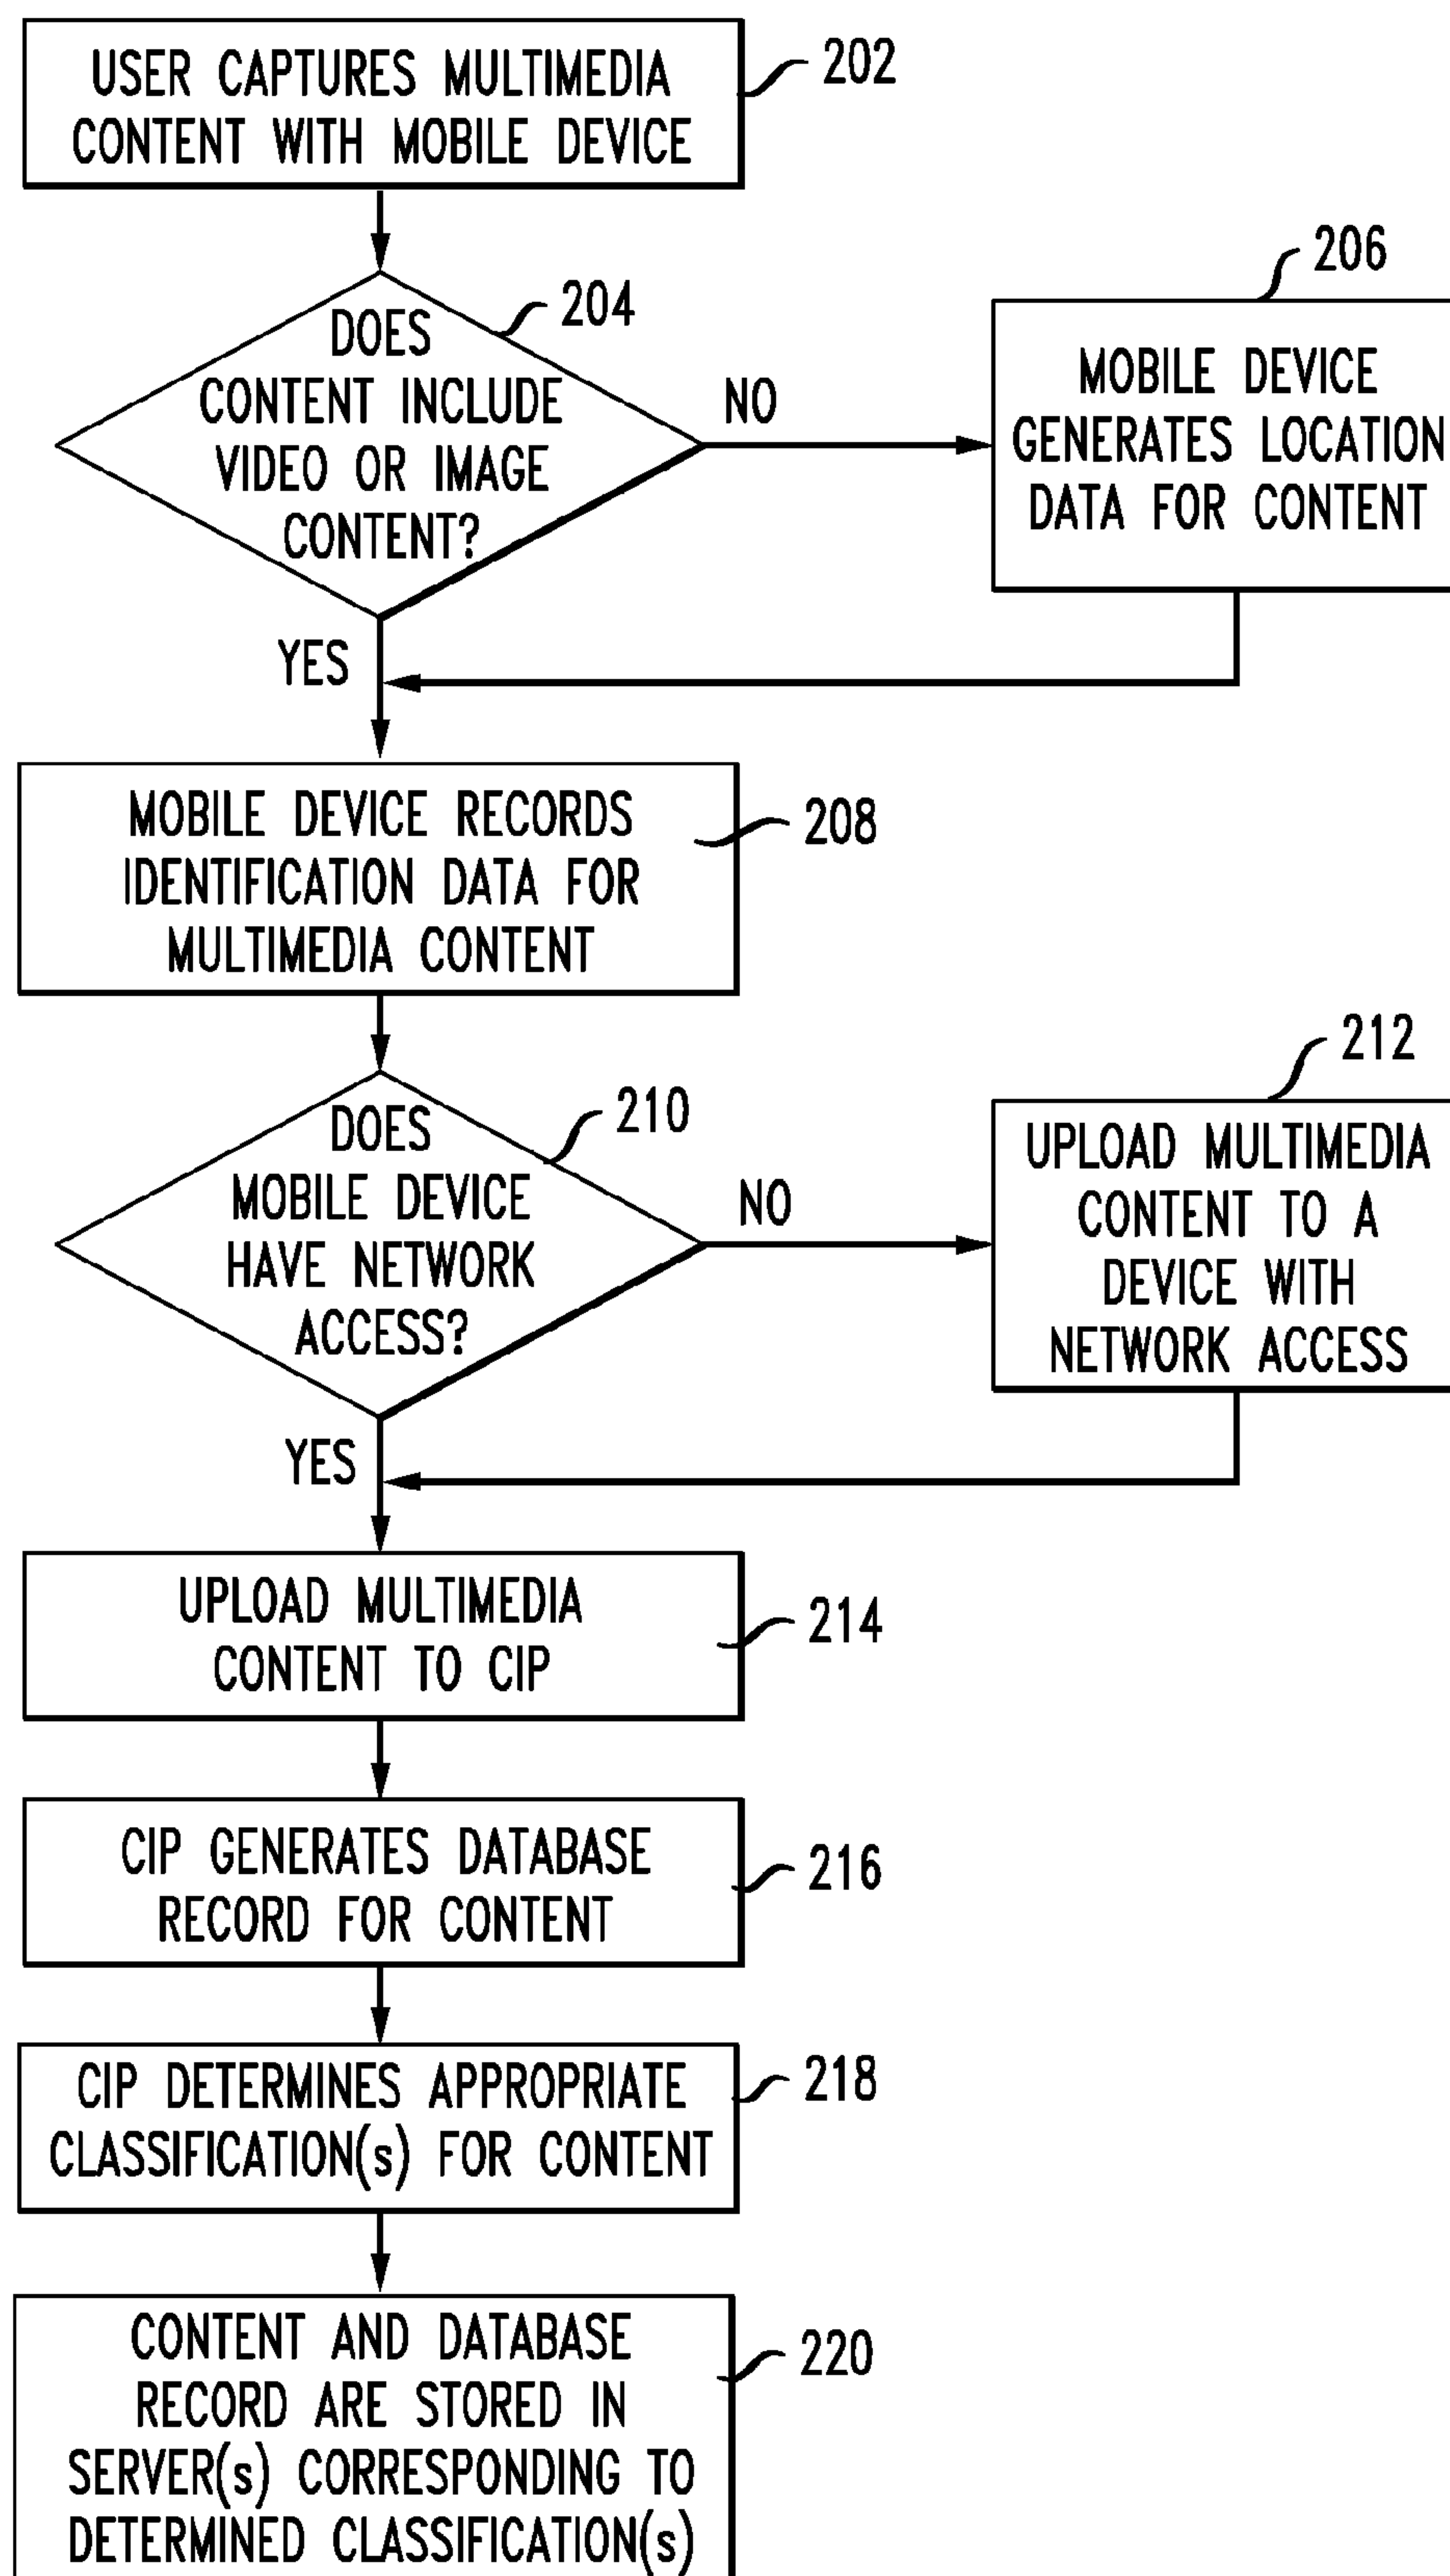 USER CAPTURES MULTIMEDIA
CONTENT WITH MOBILE DEVICE
202
204
DOES
CONTENT INCLUDE
VIDEO OR IMAGE
CONTENT?
NO
206
MOBILE DEVICE
GENERATES LOCATION
DATA FOR CONTENT
YES
MOBILE DEVICE RECORDS
IDENTIFICATION DATA FOR
MULTIMEDIA CONTENT
208
210
DOES
MOBILE DEVICE
HAVE NETWORK
ACCESS?
NO
212
UPLOAD MULTIMEDIA
CONTENT TO A
DEVICE WITH
NETWORK ACCESS
YES
UPLOAD MULTIMEDIA
CONTENT TO CIP
214
CIP GENERATES DATABASE
RECORD FOR CONTENT
216
CIP DETERMINES APPROPRIATE
CLASSIFICATION(s) FOR CONTENT
218
CONTENT AND DATABASE
RECORD ARE STORED IN
SERVER(s) CORRESPONDING TO
DETERMINED CLASSIFICATION(s)
220